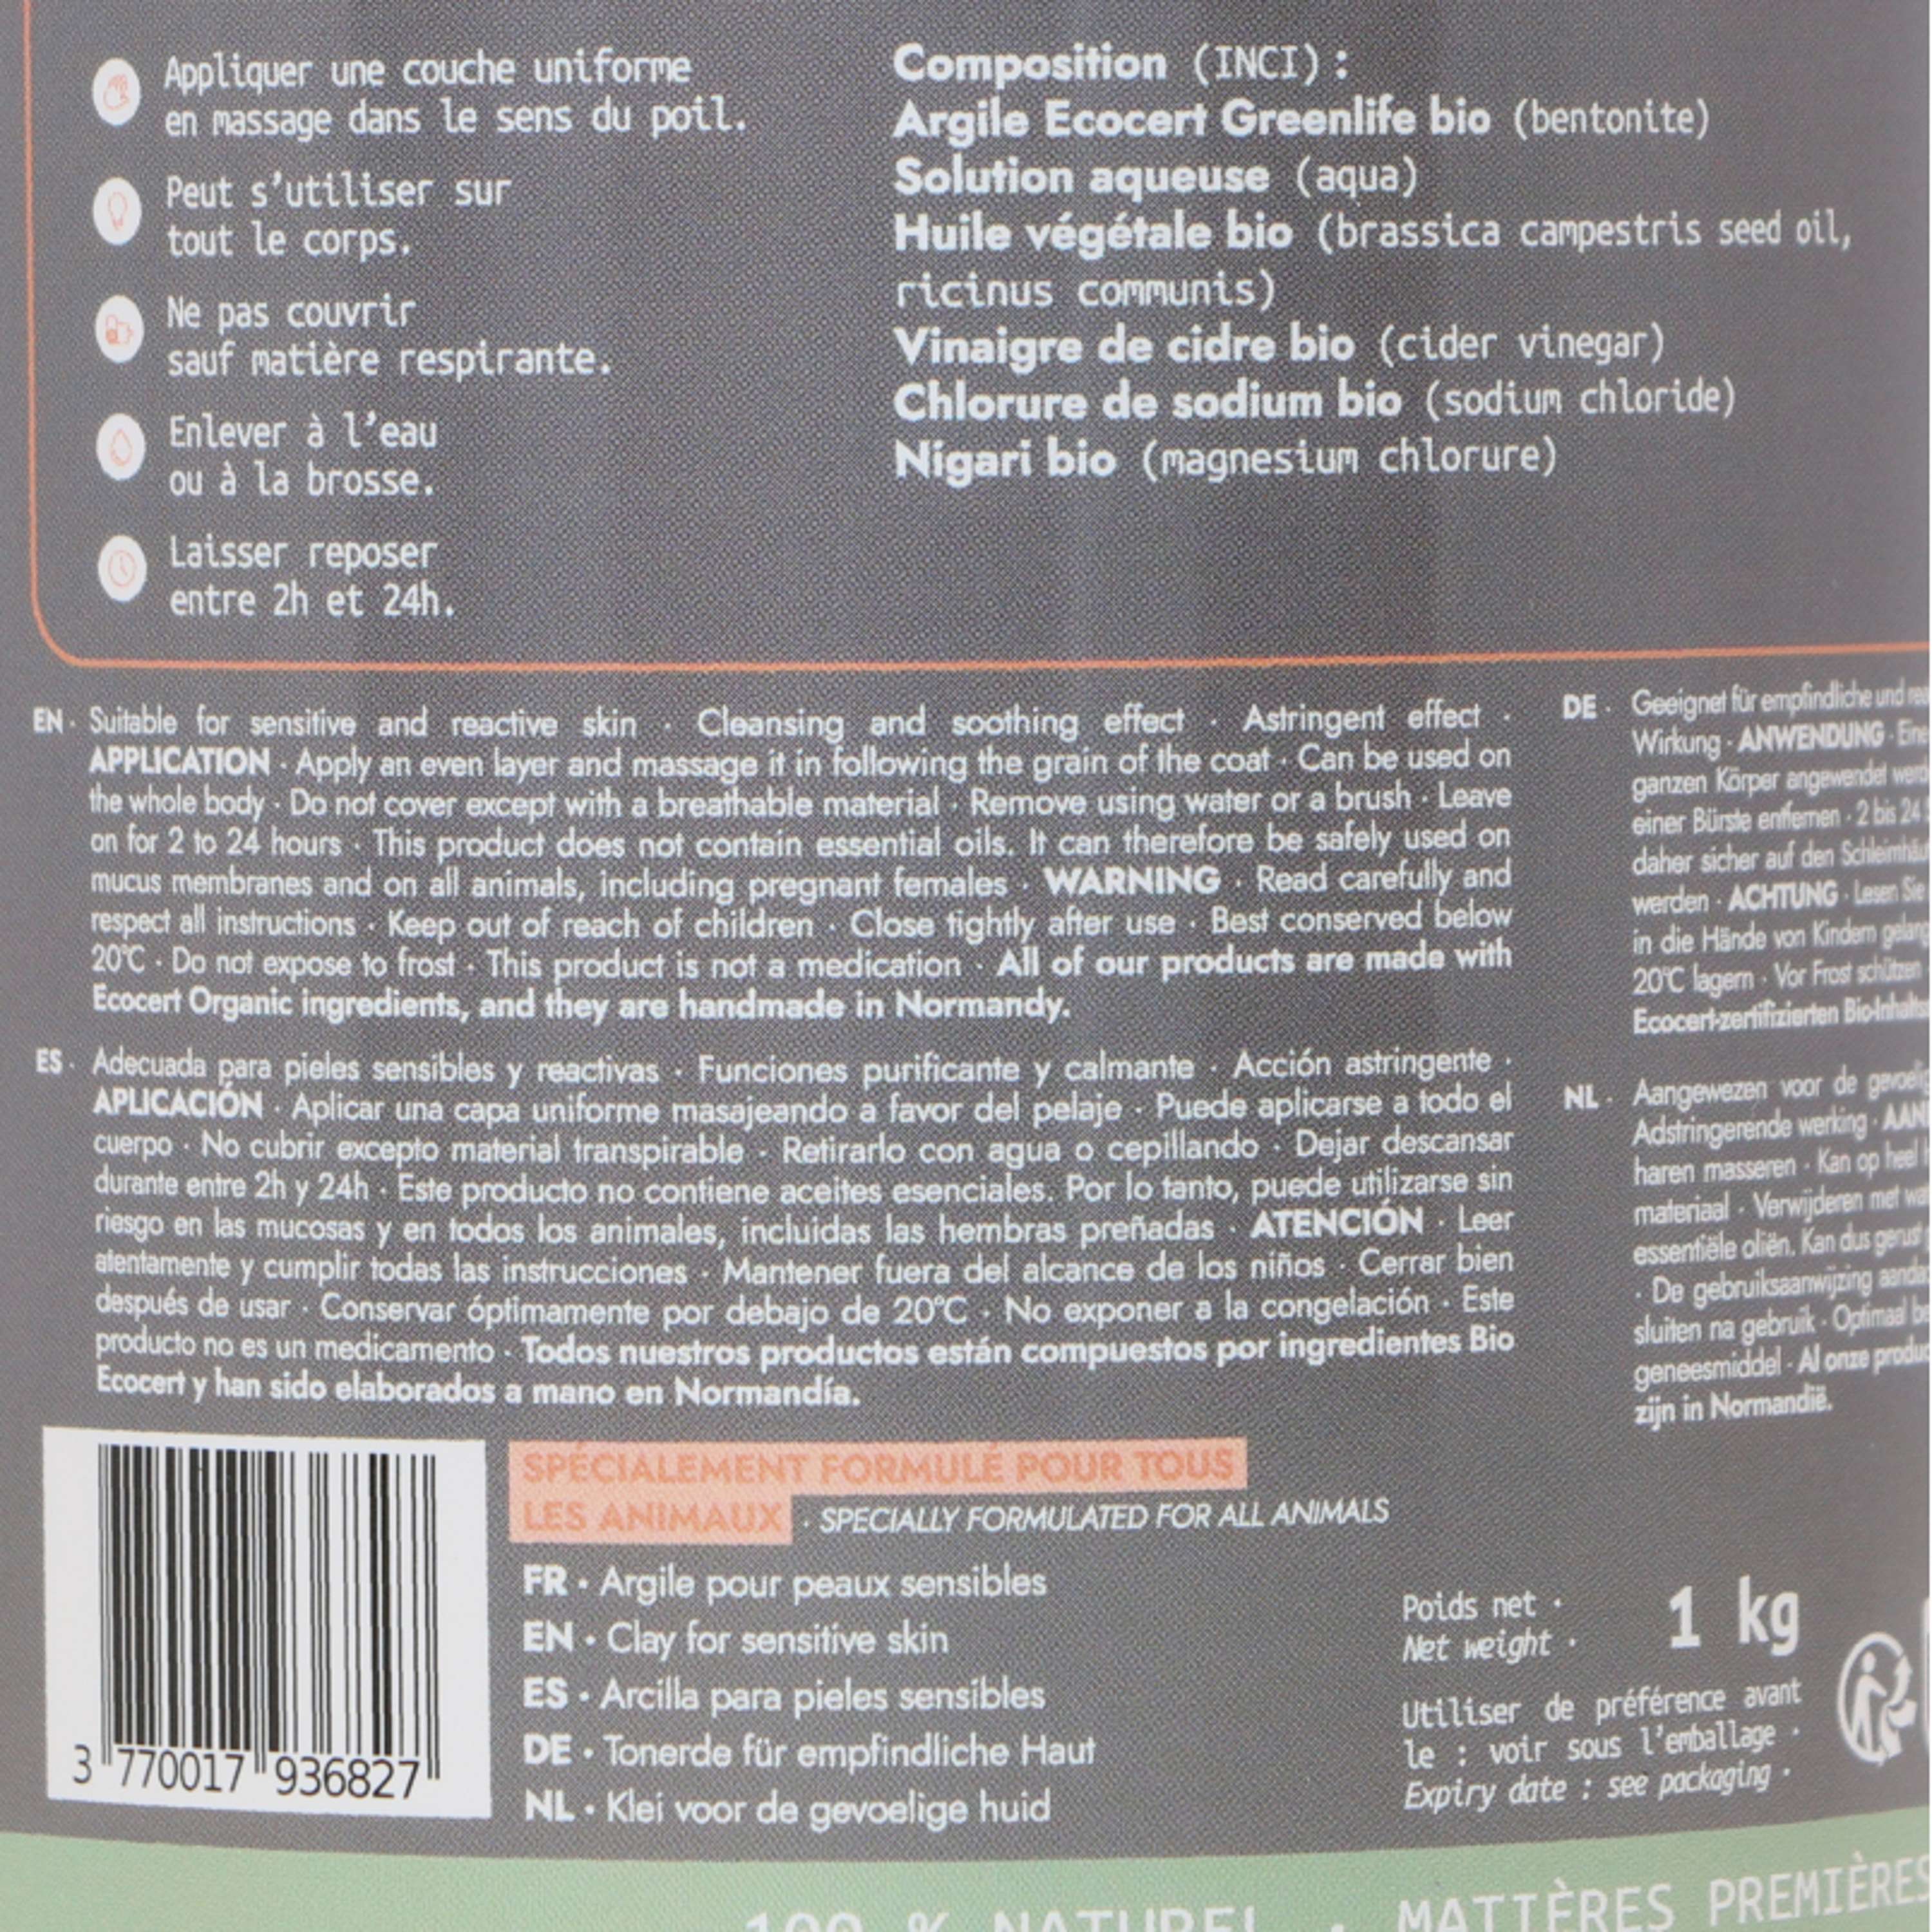 Appliquer une couche uniforme
en massage dans le sens du poil.
Peut s'utiliser sur
tout le corps.
Ne pas couvrir
sauf matière respirante.
Enlever à l'eau
ou à la brosse.
Laisser reposer
entre 2h et 24h.
Composition (INCI) :
Argile Ecocert Greenlife bio (bentonite)
Solution aqueuse (aqua)
Huile végétale bio (brassica campestris seed oil,
ricinus communis)
Vinaigre de cidre bio (cider vinegar)
Chlorure de sodium bio (sodium chloride)
Nigari bio (magnesium chlorure)
EN · Suitable for sensitive and reactive skin · Cleansing and soothing effect · Astringent effect ·
APPLICATION · Apply an even layer and massage it in following the grain of the coat · Can be used on
the whole body · Do not cover except with a breathable material · Remove using water or a brush · Leave
on for 2 to 24 hours · This product does not contain essential oils. It can therefore be safely used on
mucus membranes and on all animals, including pregnant females · WARNING · Read carefully and
respect all instructions · Keep out of reach of children · Close tightly after use · Best conserved below
20°C · Do not expose to frost · This product is not a medication · All of our products are made with
Ecocert Organic ingredients, and they are handmade in Normandy.
ES · Adecuada para pieles sensibles y reactivas · Funciones purificante y calmante · Acción astringente ·
APLICACIÓN · Aplicar una capa uniforme masajeando a favor del pelaje · Puede aplicarse a todo el
cuerpo · No cubrir excepto material transpirable · Retirarlo con agua o cepillando · Dejar descansar
durante entre 2h y 24h · Este producto no contiene aceites esenciales. Por lo tanto, puede utilizarse sin
riesgo en las mucosas y en todos los animales, incluidas las hembras preñadas · ATENCIÓN · Leer
atentamente y cumplir todas las instrucciones · Mantener fuera del alcance de los niños · Cerrar bien
después de usar · Conservar óptimamente por debajo de 20°C · No exponer a la congelación · Este
producto no es un medicamento · Todos nuestros productos están compuestos por ingredientes Bio
Ecocert y han sido elaborados a mano en Normandía.
DE · Geeignet für empfindliche und
Wirkung · ANWENDUNG ·
ganzen Körper angewendet
einer Bürste entfernen · 2 bis 24
daher sicher auf den
werden · ACHTUNG · Lesen Sie
in die Hände von Kindern
20°C lagern · Vor Frost schützen
Ecocert-zertifizierten
NL · Aangewezen voor de
Adstringerende werking ·
haren masseren · Kan op heel
materiaal · Verwijderen met
essentiële oliën. Kan dus
· De gebruiksaanwijzing
sluiten na gebruik · Optimaal
geneesmiddel · Al onze
zijn in Normandië.
3 770017 936827
SPÉCIALEMENT FORMULÉ POUR TOUS
LES ANIMAUX · SPECIALLY FORMULATED FOR ALL ANIMALS
FR · Argile pour peaux sensibles
EN · Clay for sensitive skin
ES · Arcilla para pieles sensibles
DE · Tonerde für empfindliche Haut
NL · Klei voor de gevoelige huid
Poids net ·
Net weight ·
1 kg
Utiliser de préférence avant
le : voir sous l'emballage ·
Expiry date : see packaging ·
100 % NATUREL · MATIÈRES PREMIÈRES